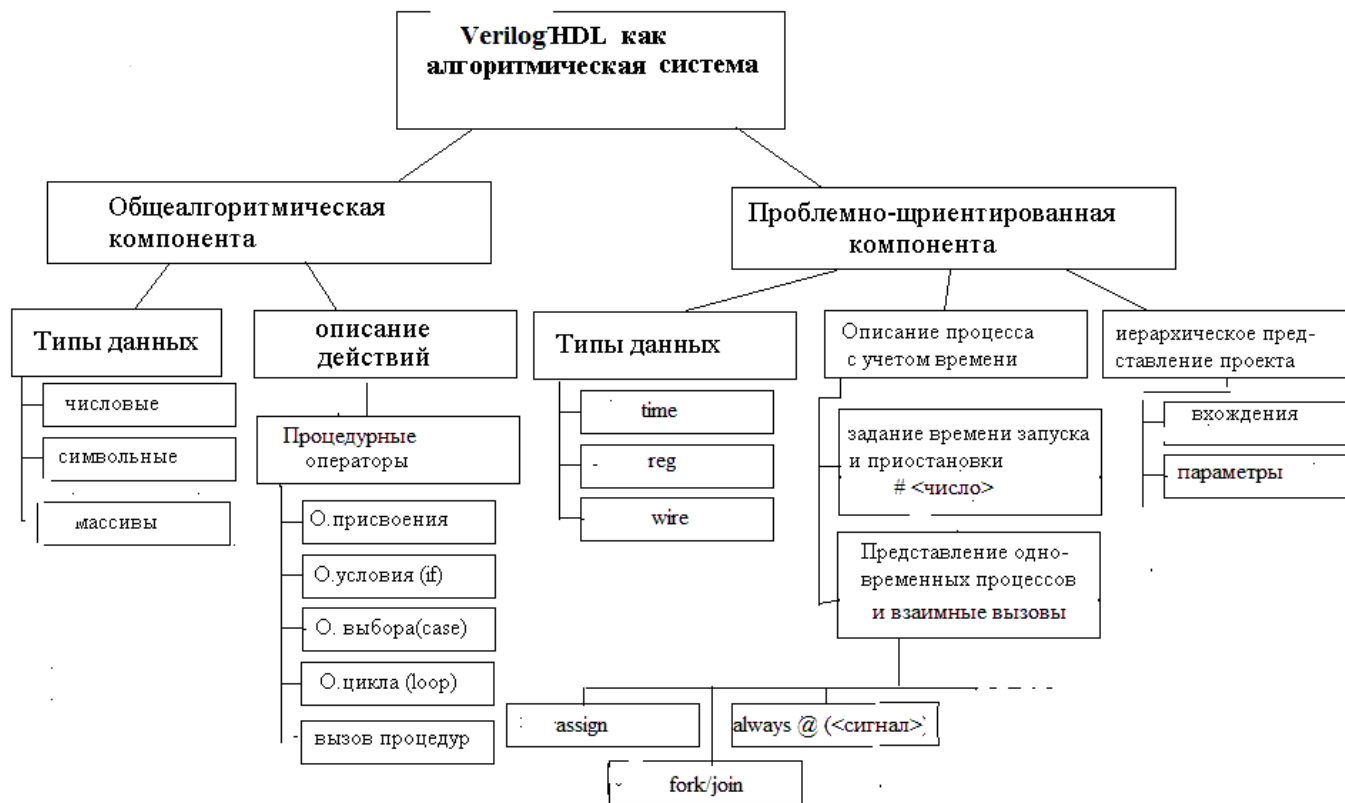 Verilog HDL как
алгоритмическая система
Общеалгоритмическая
компонента
Проблемно-щриентированная
компонента
Типы данных
числовые
символьные
массивы
описание
действий
Процедурные
операторы
О.присвоения
О.условия (if)
О. выбора(case)
О.цикла (loop)
вызов процедур
Типы данных
time
reg
wire
Описание процесса
с учетом времени
задание времени запуска
и приостановки
# <число>
Представление одно-
временных процессов
и взаимные вызовы
assign
always @ (<сигнал>)
fork/join
иерархическое пред-
ставление проекта
вхождения
параметры